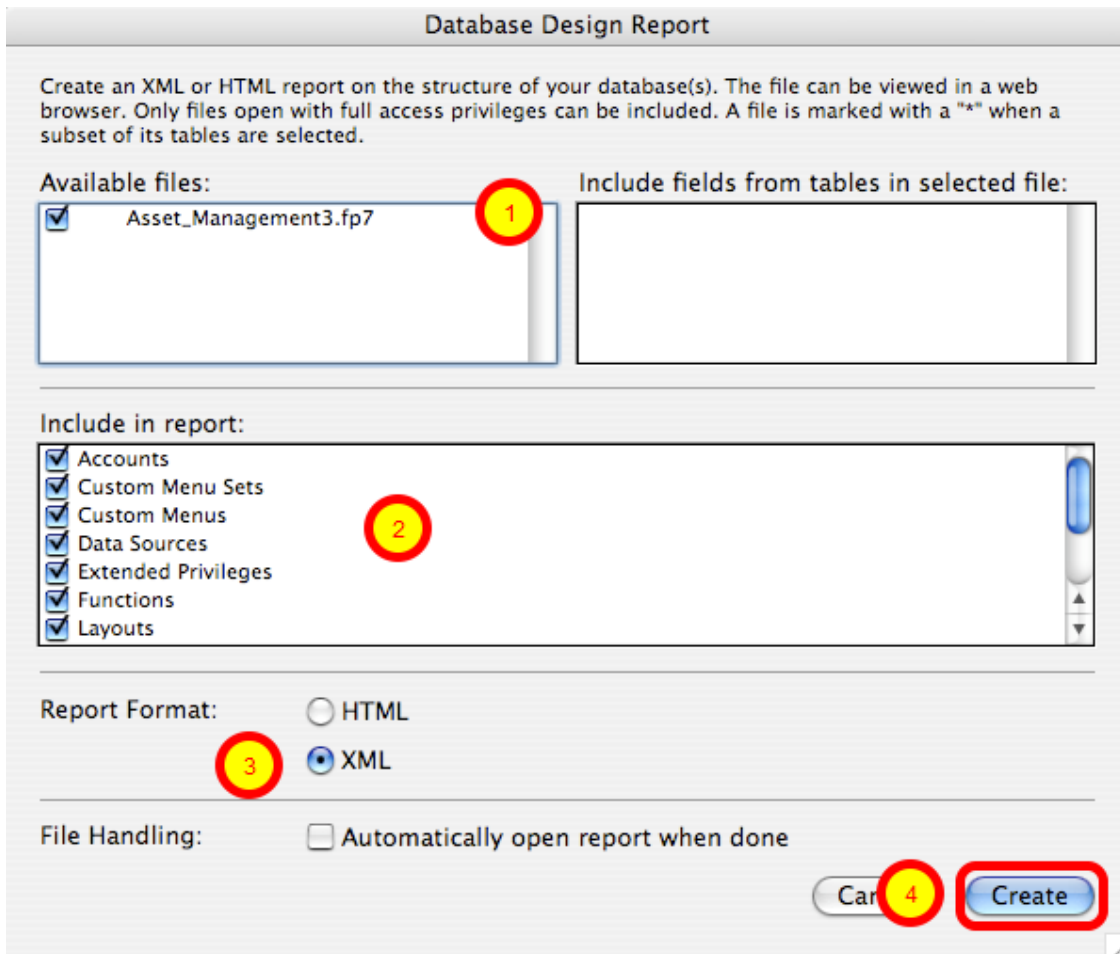 Database Design Report
Create an XML or HTML report on the structure of your database(s). The file can be viewed in a web
browser. Only files open with full access privileges can be included. A file is marked with a "*" when a
subset of its tables are selected.
Available files:
Include fields from tables in selected file:
Asset_Management3.fp7
1
Include in report:
Accounts
Custom Menu Sets
Custom Menus
2
Data Sources
Extended Privileges
Functions
Layouts
Report Format:
HTML
3
XML
File Handling:
Automatically open report when done
4
Create